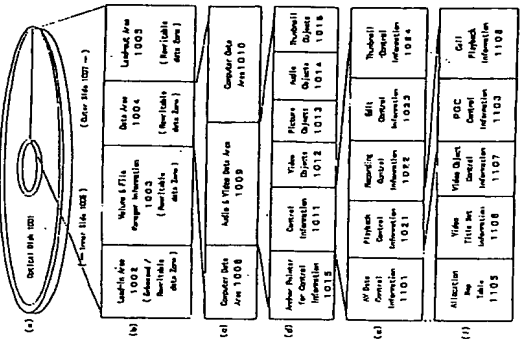 (a)
Optical Disk 1001
(Inner Side 1006)
(Outer Side 1007)
(b)
Lead-in Area
1002
(Embossed /
Rewritable
data Zone)
Volume & File
Manager Information
1003
(Rewritable
data Zone)
Data Area
1004
(Rewritable
data Zone)
Lead-out Area
1005
(Rewritable
data Zone)
(c)
Computer Data
Area 1008
Audio & Video Data Area
1009
Computer Data
Area 1010
(d)
Anchor Pointer
for Control
Information
1015
Control
Information
1011
Video
Objects
1012
Picture
Objects
1013
Audio
Objects
1014
Thumbnail
Objects
1016
(e)
AV Data
Control
Information
1101
Playback
Control
Information
1021
Recording
Control
Information
1022
Edit
Control
Information
1023
Thumbnail
Control
Information
1024
(f)
Allocation
Map
Table
1105
Video
Title Set
Information
1106
Video Object
Control
Information
1107
PGC
Control
Information
1103
Cell
Playback
Information
1108